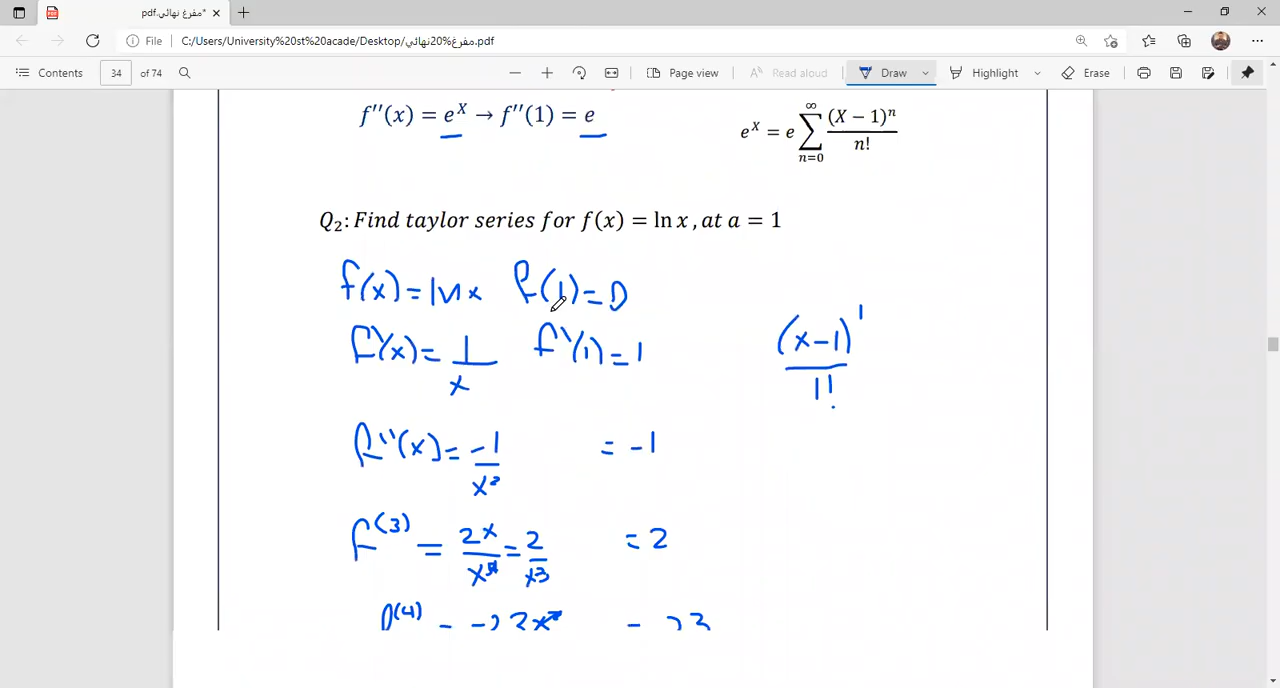 مفرغ نهائي.pdf*
File C:/Users/University%20st%20acade/Desktop/مفرغ%20نهائي.pdf
Contents 34 of 74 Page view Read aloud Draw Highlight Erase
f''(x) = eˣ → f''(1) = e
eˣ = e ∑ n=0 ∞ (X − 1)ⁿ / n!
Q₂: Find taylor series for f(x) = ln x , at a = 1
f(x) = ln x f(1) = 0
f'(x) = 1/x f'(1) = 1 (x−1)¹/1!
f''(x) = -1/x² = -1
f⁽³⁾ = 2x/x⁴ = 2/x³ = 2